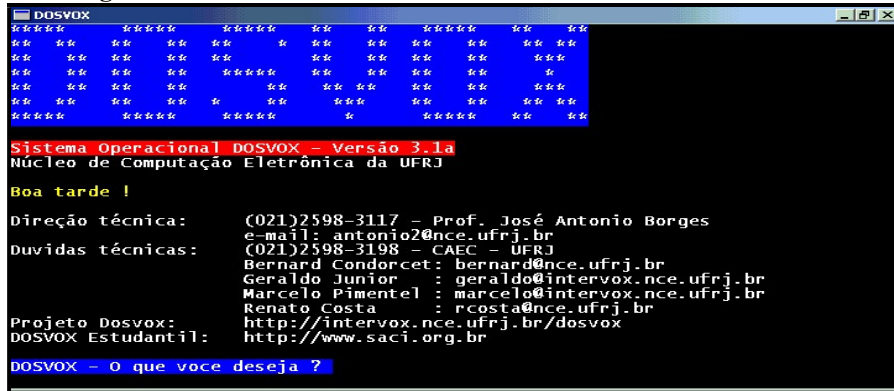 DOSVOX
DOSVOX
Sistema Operacional DOSVOX - Versão 3.1a
Núcleo de Computação Eletrônica da UFRJ
Boa tarde !
Direção técnica: (021)2598-3117 - Prof. José Antonio Borges
e-mail: antonio2@nce.ufrj.br
Duvidas técnicas: (021)2598-3198 - CAEC - UFRJ
Bernard Condorcet: bernard@nce.ufrj.br
Geraldo Junior : geraldo@intervox.nce.ufrj.br
Marcelo Pimentel : marcelo@intervox.nce.ufrj.br
Renato Costa : rcosta@nce.ufrj.br
Projeto Dosvox: http://intervox.nce.ufrj.br/dosvox
DOSVOX Estudantil: http://www.saci.org.br
DOSVOX - O que voce deseja ?